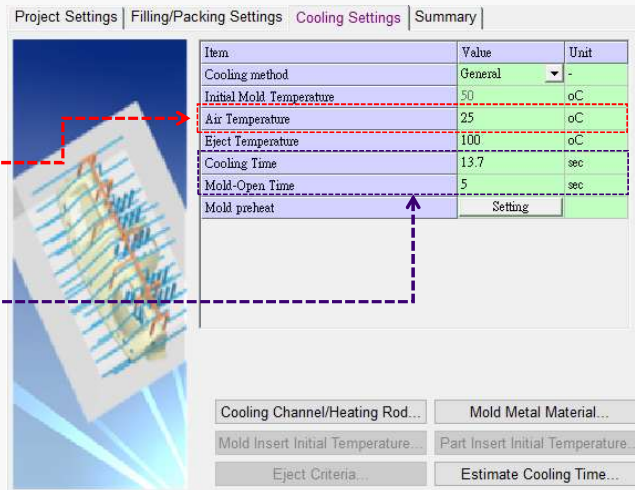 Project Settings Filling/Packing Settings Cooling Settings Summary
Item Value Unit
Cooling method General -
Initial Mold Temperature 50 oC
Air Temperature 25 oC
Eject Temperature 100 oC
Cooling Time 13.7 sec
Mold-Open Time 5 sec
Mold preheat Setting
Cooling Channel/Heating Rod... Mold Metal Material...
Mold Insert Initial Temperature... Part Insert Initial Temperature...
Eject Criteria... Estimate Cooling Time...